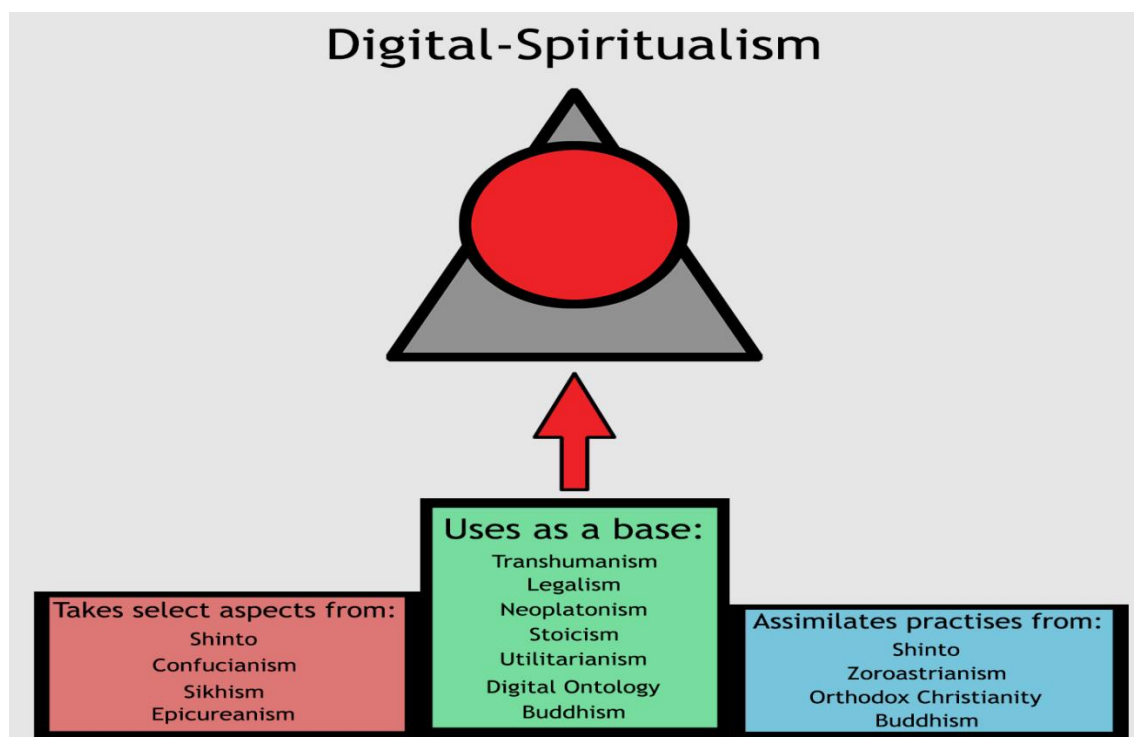 Digital-Spiritualism
Uses as a base:
Transhumanism
Legalism
Neoplatonism
Stoicism
Utilitarianism
Digital Ontology
Buddhism
Takes select aspects from:
Shinto
Confucianism
Sikhism
Epicureanism
Assimilates practises from:
Shinto
Zoroastrianism
Orthodox Christianity
Buddhism